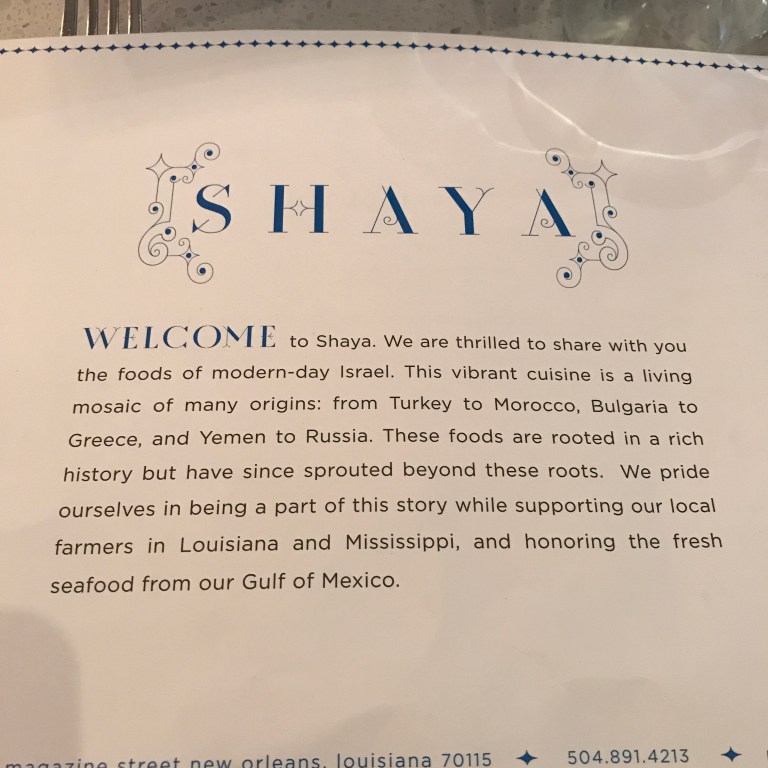 SHAYA
WELCOME to Shaya. We are thrilled to share with you
the foods of modern-day Israel. This vibrant cuisine is a living
mosaic of many origins: from Turkey to Morocco, Bulgaria to
Greece, and Yemen to Russia. These foods are rooted in a rich
history but have since sprouted beyond these roots. We pride
ourselves in being a part of this story while supporting our local
farmers in Louisiana and Mississippi, and honoring the fresh
seafood from our Gulf of Mexico.
magazine street new orleans, louisiana 70115 ✦ 504.891.4213 ✦